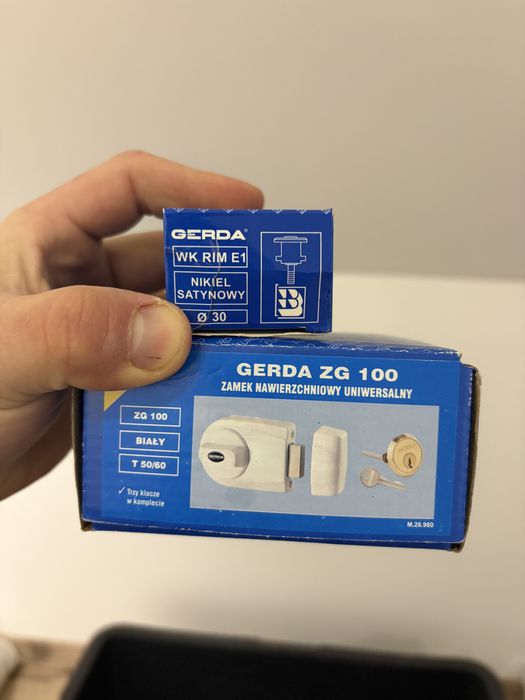 GERDA®
WK RIM E1
NIKIEL
SATYNOWY
Ø 30
B
GERDA ZG 100
ZAMEK NAWIERZCHNIOWY UNIWERSALNY
ZG 100
BIAŁY
T 50/60
✓ Trzy klucze
w komplecie
GERDA
M.26.960